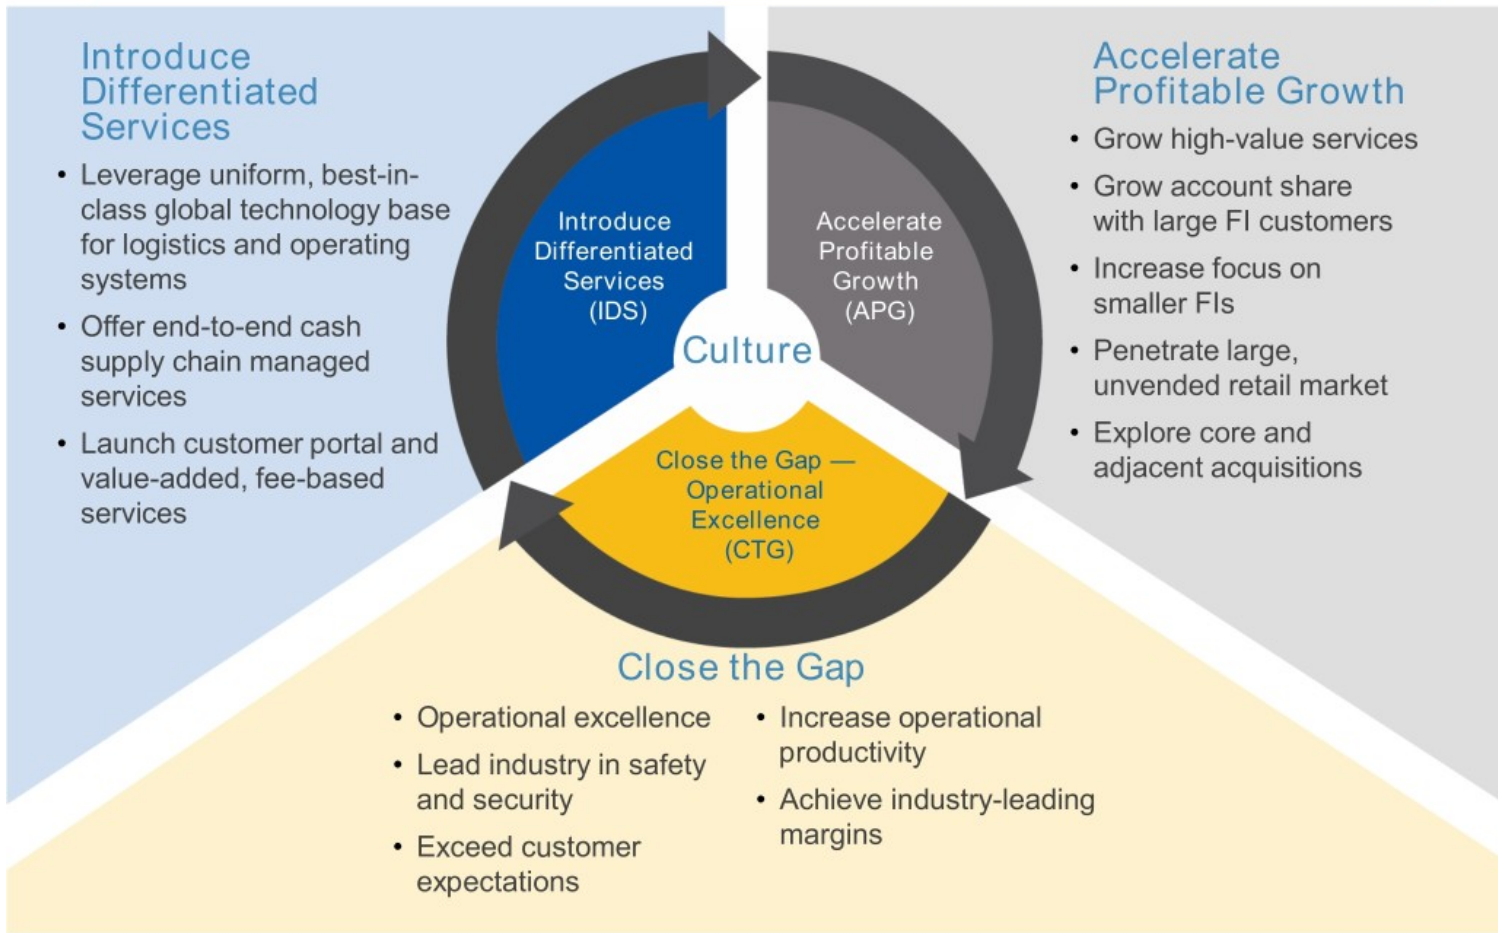 Introduce
Differentiated
Services
• Leverage uniform, best-in-
class global technology base
for logistics and operating
systems
• Offer end-to-end cash
supply chain managed
services
• Launch customer portal and
value-added, fee-based
services
Introduce
Differentiated
Services
(IDS)
Accelerate
Profitable
Growth
(APG)
Culture
Close the Gap —
Operational
Excellence
(CTG)
Accelerate
Profitable Growth
• Grow high-value services
• Grow account share
with large FI customers
• Increase focus on
smaller FIs
• Penetrate large,
unvended retail market
• Explore core and
adjacent acquisitions
Close the Gap
• Operational excellence
• Lead industry in safety
and security
• Exceed customer
expectations
• Increase operational
productivity
• Achieve industry-leading
margins